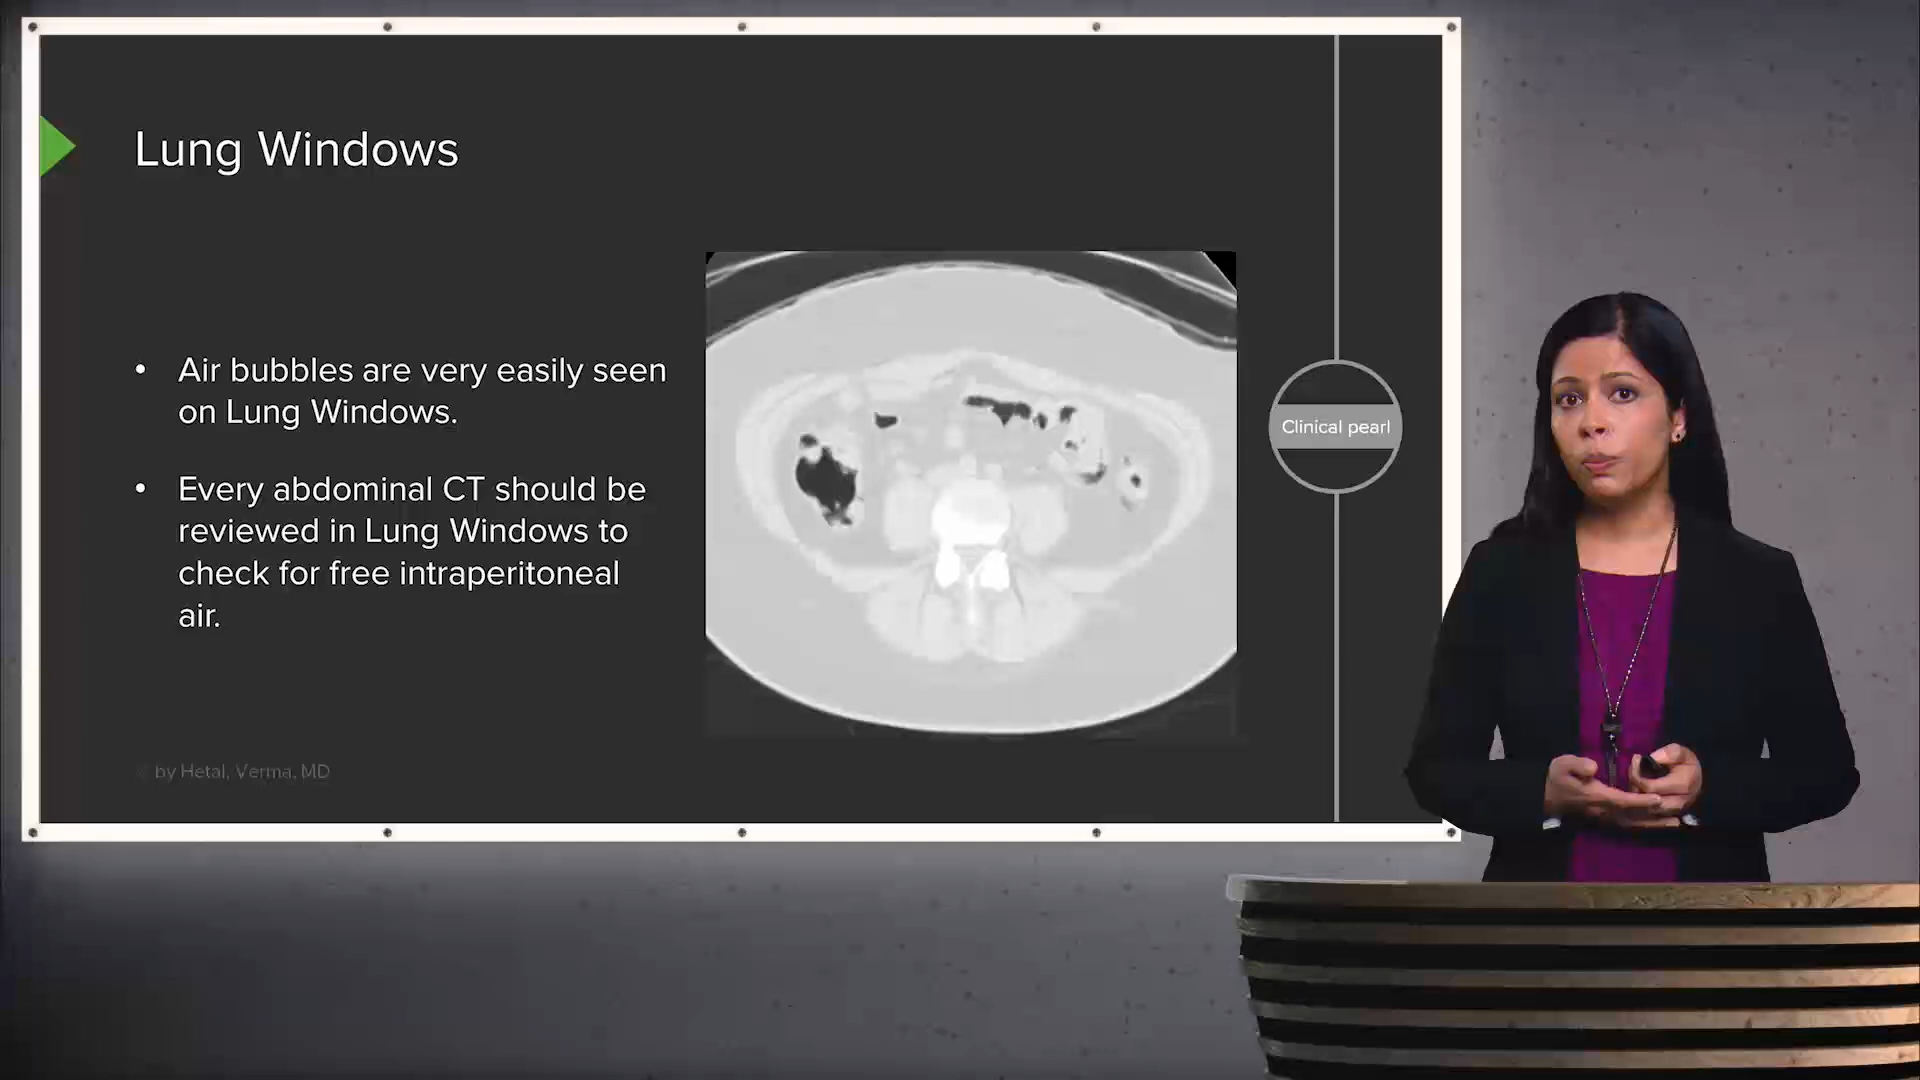 Lung Windows
• Air bubbles are very easily seen
on Lung Windows.
• Every abdominal CT should be
reviewed in Lung Windows to
check for free intraperitoneal
air.
Clinical pearl
© by Hetal, Verma, MD